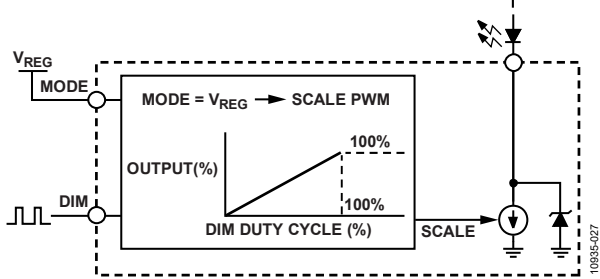 VREG
MODE
MODE = VREG → SCALE PWM
100%
OUTPUT(%)
100%
DIM
DIM DUTY CYCLE (%)
SCALE
10935-027